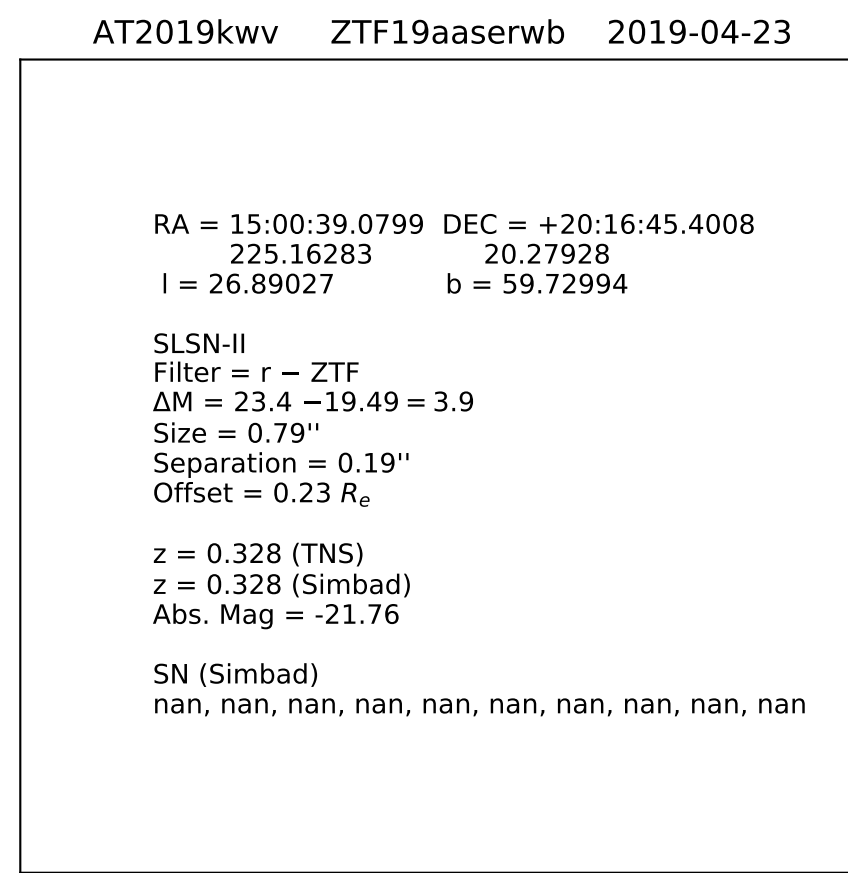 AT2019kwv ZTF19aaserwb 2019-04-23
RA = 15:00:39.0799 DEC = +20:16:45.4008
225.16283 20.27928
l = 26.89027 b = 59.72994
SLSN-II
Filter = r − ZTF
ΔM = 23.4 −19.49 = 3.9
Size = 0.79''
Separation = 0.19''
Offset = 0.23 Rₑ
z = 0.328 (TNS)
z = 0.328 (Simbad)
Abs. Mag = -21.76
SN (Simbad)
nan, nan, nan, nan, nan, nan, nan, nan, nan, nan